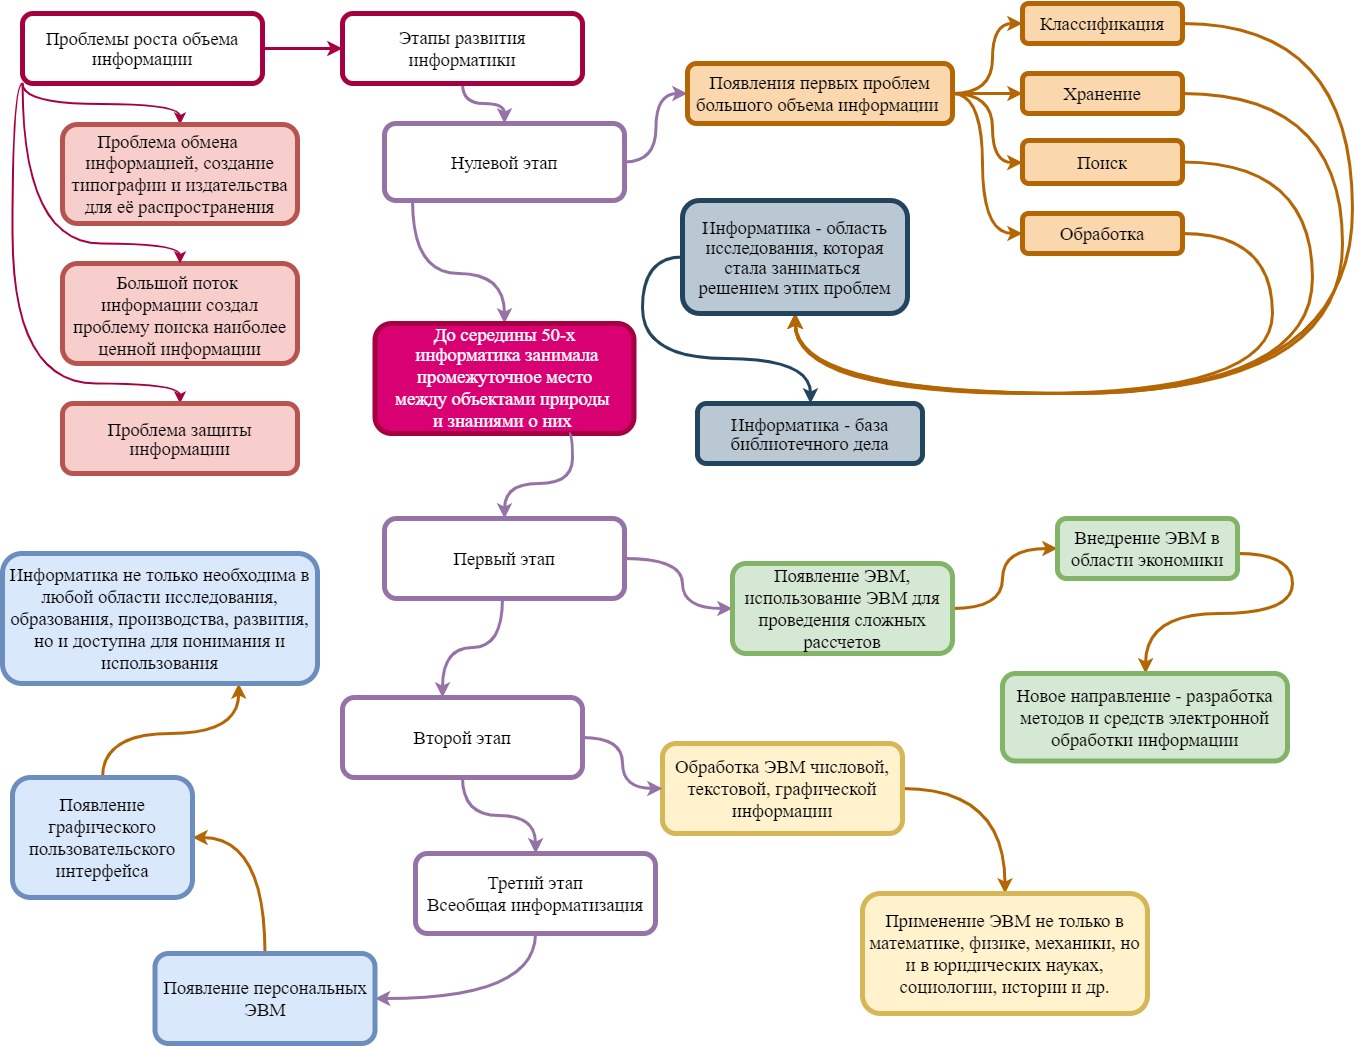 Проблемы роста объема
информации
Этапы развития
информатики
Проблема обмена
информацией, создание
типографии и издательства
для её распространения
Большой поток
информации создал
проблему поиска наиболее
ценной информации
Проблема защиты
информации
Нулевой этап
Появления первых проблем
большого объема информации
Классификация
Хранение
Поиск
Обработка
Информатика - область
исследования, которая
стала заниматься
решением этих проблем
Информатика - база
библиотечного дела
До середины 50-х
информатика занимала
промежуточное место
между объектами природы
и знаниями о них
Первый этап
Появление ЭВМ,
использование ЭВМ для
проведения сложных
рассчетов
Внедрение ЭВМ в
области экономики
Новое направление - разработка
методов и средств электронной
обработки информации
Второй этап
Обработка ЭВМ числовой,
текстовой, графической
информации
Применение ЭВМ не только в
математике, физике, механики, но
и в юридических науках,
социологии, истории и др.
Третий этап
Всеобщая информатизация
Появление персональных
ЭВМ
Появление
графического
пользовательского
интерфейса
Информатика не только необходима в
любой области исследования,
образования, производства, развития,
но и доступна для понимания и
использования